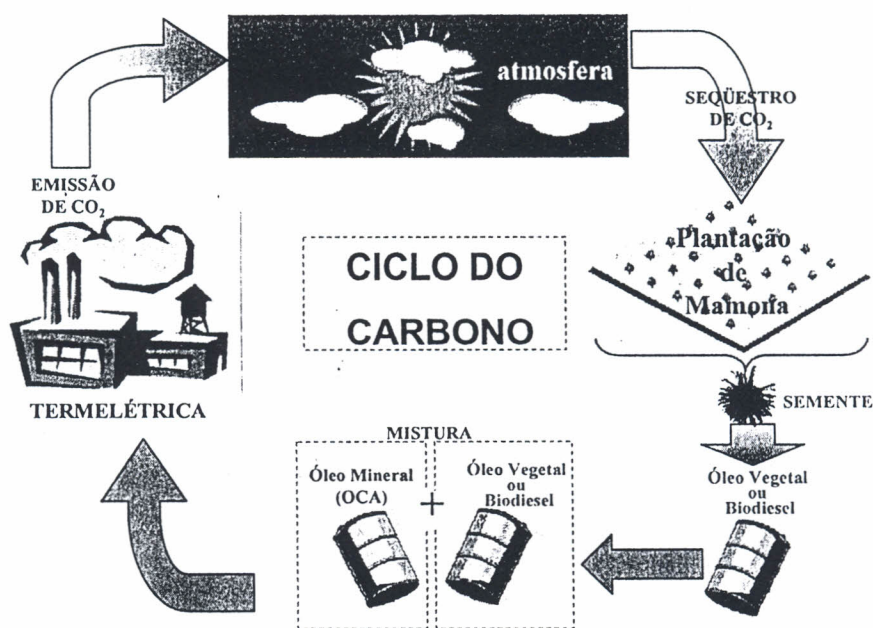 atmosfera
SEQÜESTRO
DE CO₂
EMISSÃO
DE CO₂
CICLO DO
CARBONO
Plantação
de
Mamona
SEMENTE
TERMELÉTRICA
MISTURA
Óleo Mineral
(OCA)
+
Óleo Vegetal
ou
Biodiesel
Óleo Vegetal
ou
Biodiesel